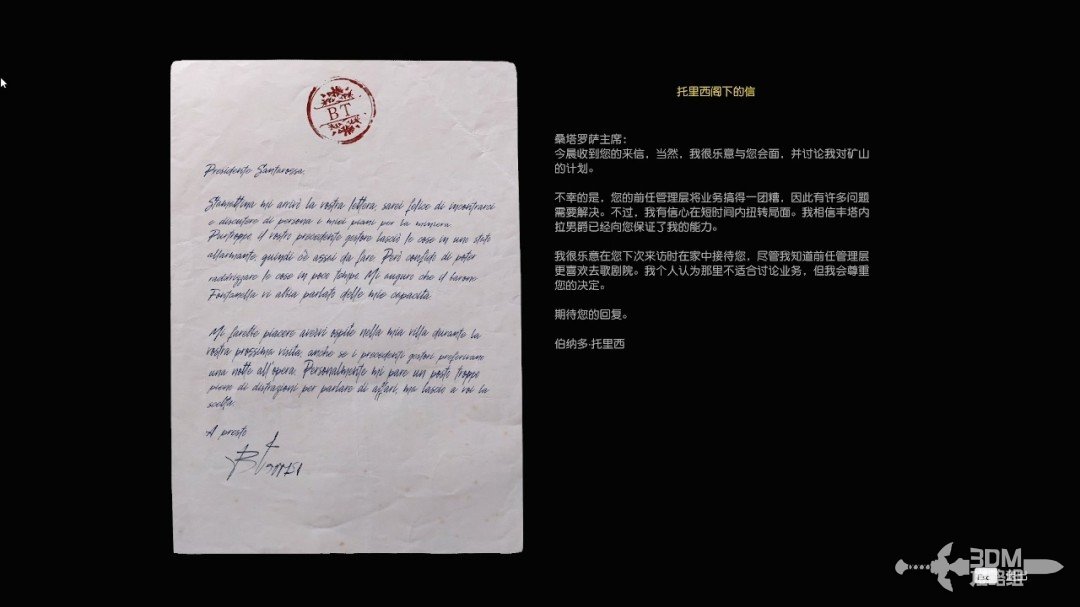 BT
Presidente Santarossa,
Stamattina mi arrivò la vostra lettera, sarei felice di incontrarci
e discutere di persona i miei piani per la miniera.
Purtroppo, il vostro precedente gestore lasciò le cose in uno stato
allarmante, quindi c'è assai da fare. Però confido di poter
raddrizzare le cose in poco tempo. Mi auguro che il barone
Fontanella vi abbia parlato delle mie capacità.
Mi farebbe piacere avervi ospite nella mia villa durante la
vostra prossima visita, anche se i precedenti gestori preferivano
una notte all'opera. Personalmente mi pare un posto troppo
pieno di distrazioni per parlare di affari, ma lascio a voi la
scelta.
A presto
托里西阁下的信
桑塔罗萨主席：
今晨收到您的来信，当然，我很乐意与您会面，并讨论我对矿山
的计划。
不幸的是，您的前任管理层将业务搞得一团糟，因此有许多问题
需要解决。不过，我有信心在短时间内扭转局面。我相信丰塔内
拉男爵已经向您保证了我的能力。
我很乐意在您下次来访时在家中接待您，尽管我知道前任管理层
更喜欢去歌剧院。我个人认为那里不适合讨论业务，但我会尊重
您的决定。
期待您的回复。
伯纳多·托里西
3DM
Esc